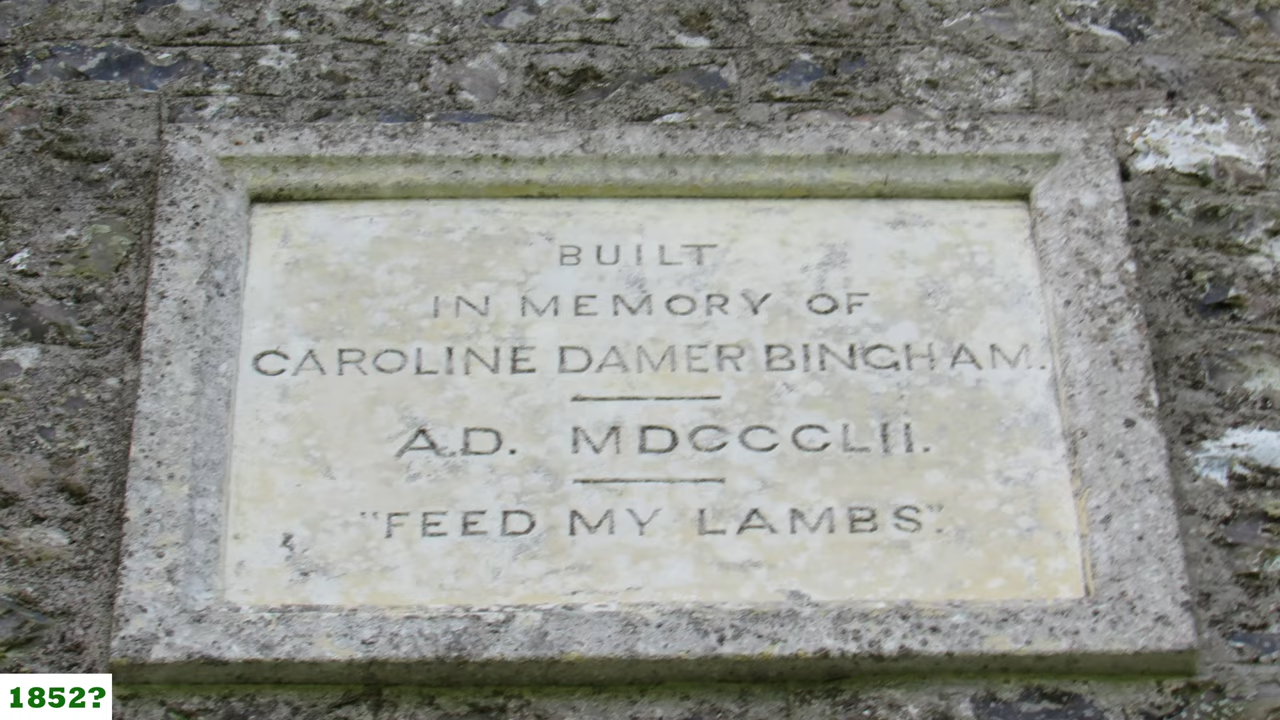 BUILT
IN MEMORY OF
CAROLINE DAMER BINGHAM.
A.D. MDCCCLII.
"FEED MY LAMBS".
1852?